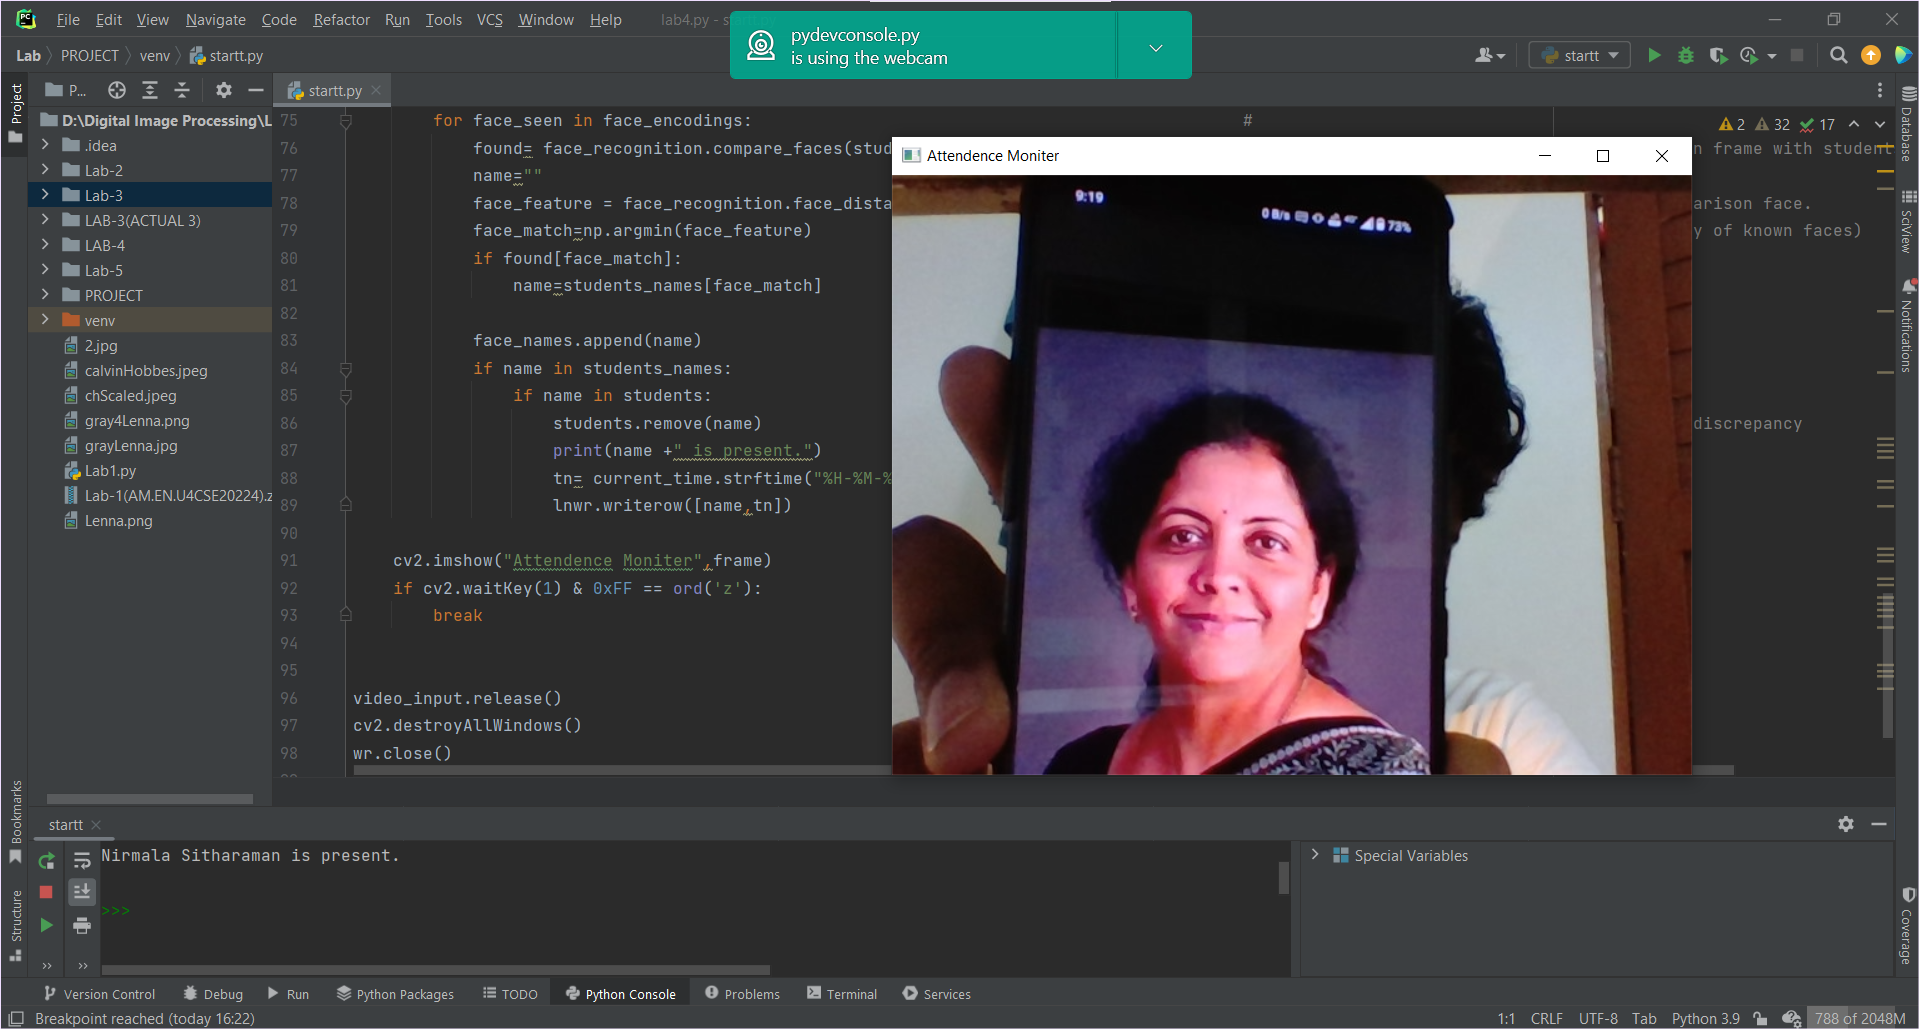 File Edit View Navigate Code Refactor Run Tools VCS Window Help lab4.py - startt.py
pydevconsole.py
is using the webcam
Lab PROJECT venv startt.py
startt
Project
P...
startt.py
D:\Digital Image Processing\L
.idea
Lab-2
Lab-3
LAB-3(ACTUAL 3)
LAB-4
Lab-5
PROJECT
venv
2.jpg
calvinHobbes.jpeg
chScaled.jpeg
gray4Lenna.png
grayLenna.jpg
Lab1.py
Lab-1(AM.EN.U4CSE20224).z
Lenna.png
2 32 17
75 for face_seen in face_encodings: #
76 found= face_recognition.compare_faces(stud n frame with student
77 name=""
78 face_feature = face_recognition.face_dista arison face.
79 face_match=np.argmin(face_feature) y of known faces)
80 if found[face_match]:
81 name=students_names[face_match]
82
83 face_names.append(name)
84 if name in students_names:
85 if name in students:
86 students.remove(name) discrepancy
87 print(name +" is present.")
88 tn= current_time.strftime("%H-%M-%
89 lnwr.writerow([name,tn])
90
91 cv2.imshow("Attendence Moniter",frame)
92 if cv2.waitKey(1) & 0xFF == ord('z'):
93 break
94
95
96 video_input.release()
97 cv2.destroyAllWindows()
98 wr.close()
Attendence Moniter
9:19
0 B/s 73%
Database
SciView
Notifications
Coverage
Bookmarks
Structure
startt
Nirmala Sitharaman is present.
>>>
Special Variables
Version Control Debug Run Python Packages TODO Python Console Problems Terminal Services
Breakpoint reached (today 16:22)
1:1 CRLF UTF-8 Tab Python 3.9 788 of 2048M